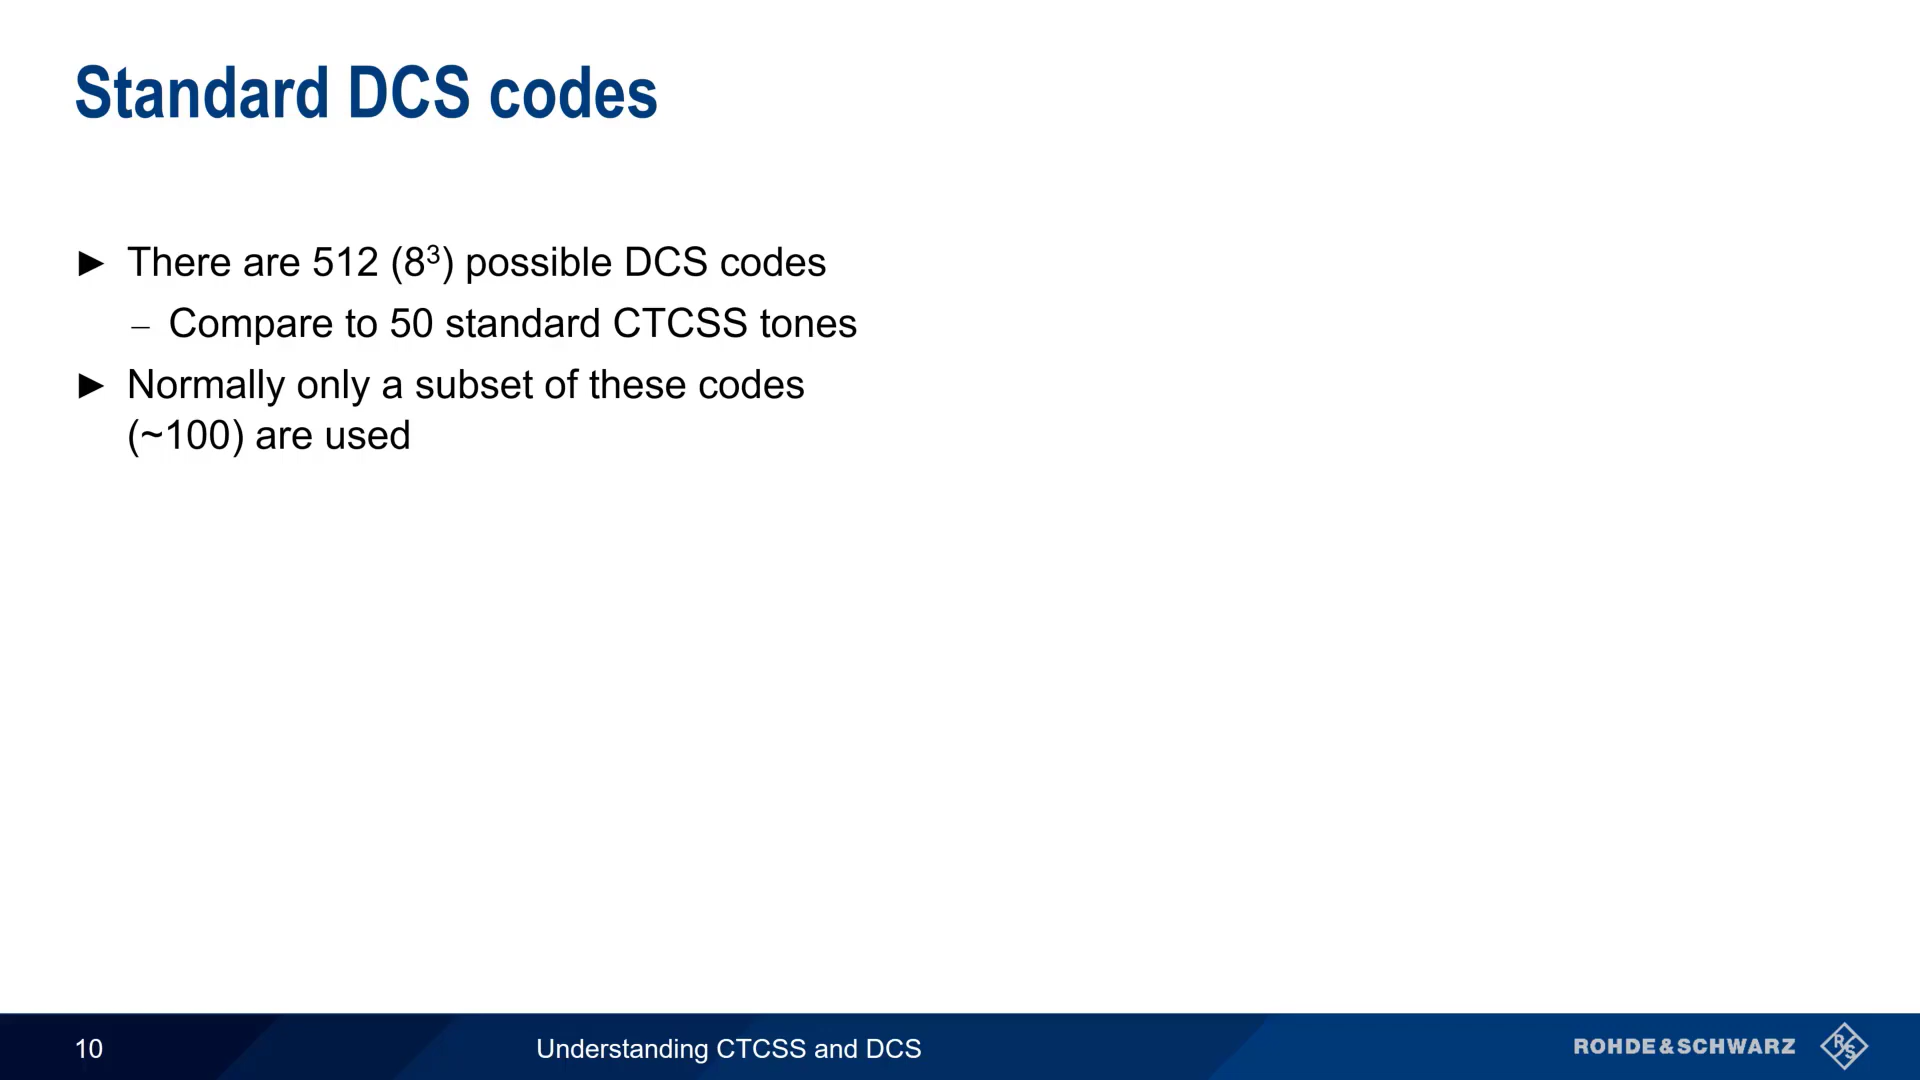 Standard DCS codes
► There are 512 (8³) possible DCS codes
– Compare to 50 standard CTCSS tones
► Normally only a subset of these codes
(~100) are used
10
Understanding CTCSS and DCS
ROHDE&SCHWARZ
R&S